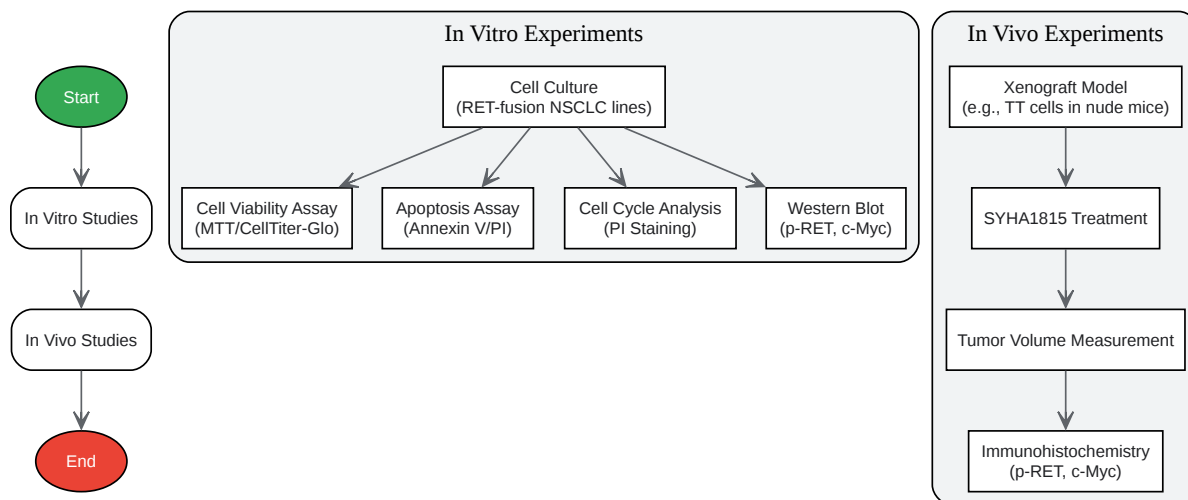 Start
In Vitro Studies
In Vivo Studies
End
In Vitro Experiments
Cell Culture
(RET-fusion NSCLC lines)
Cell Viability Assay
(MTT/CellTiter-Glo)
Apoptosis Assay
(Annexin V/PI)
Cell Cycle Analysis
(PI Staining)
Western Blot
(p-RET, c-Myc)
In Vivo Experiments
Xenograft Model
(e.g., TT cells in nude mice)
SYHA1815 Treatment
Tumor Volume Measurement
Immunohistochemistry
(p-RET, c-Myc)